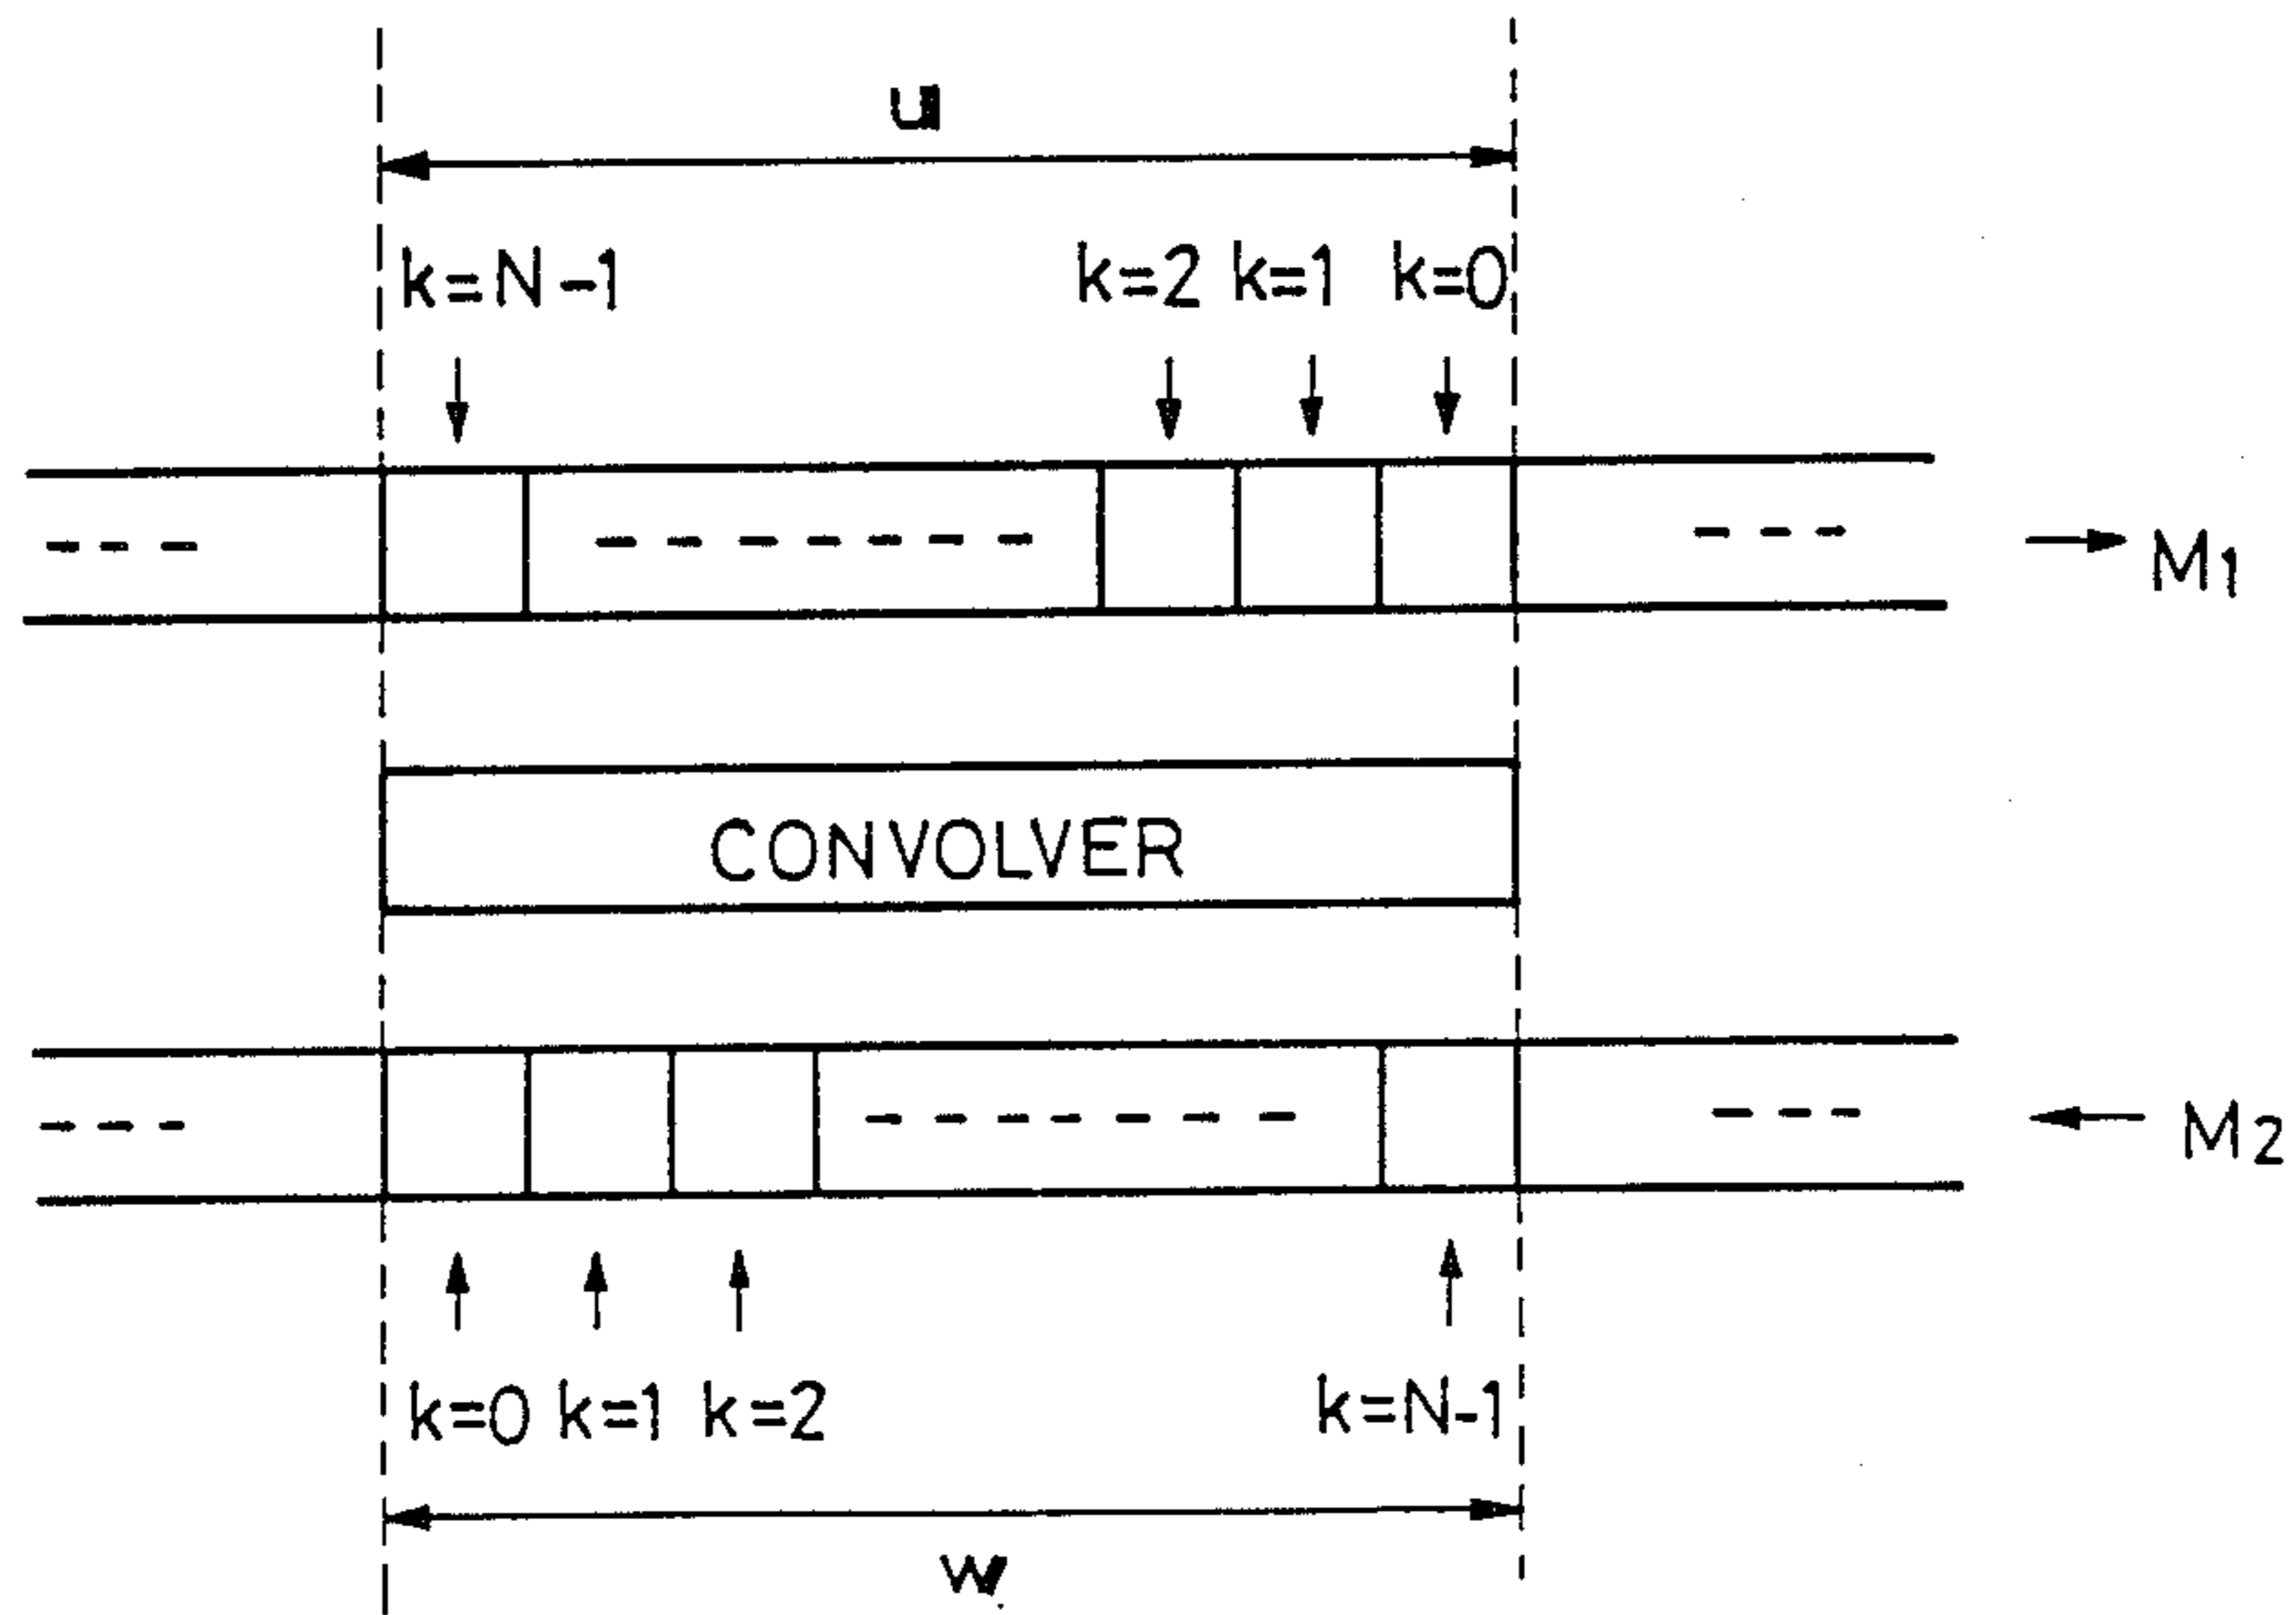 u
k=N-1 k=2 k=1 k=0
M1
CONVOLVER
M2
k=0 k=1 k=2 k=N-1
w